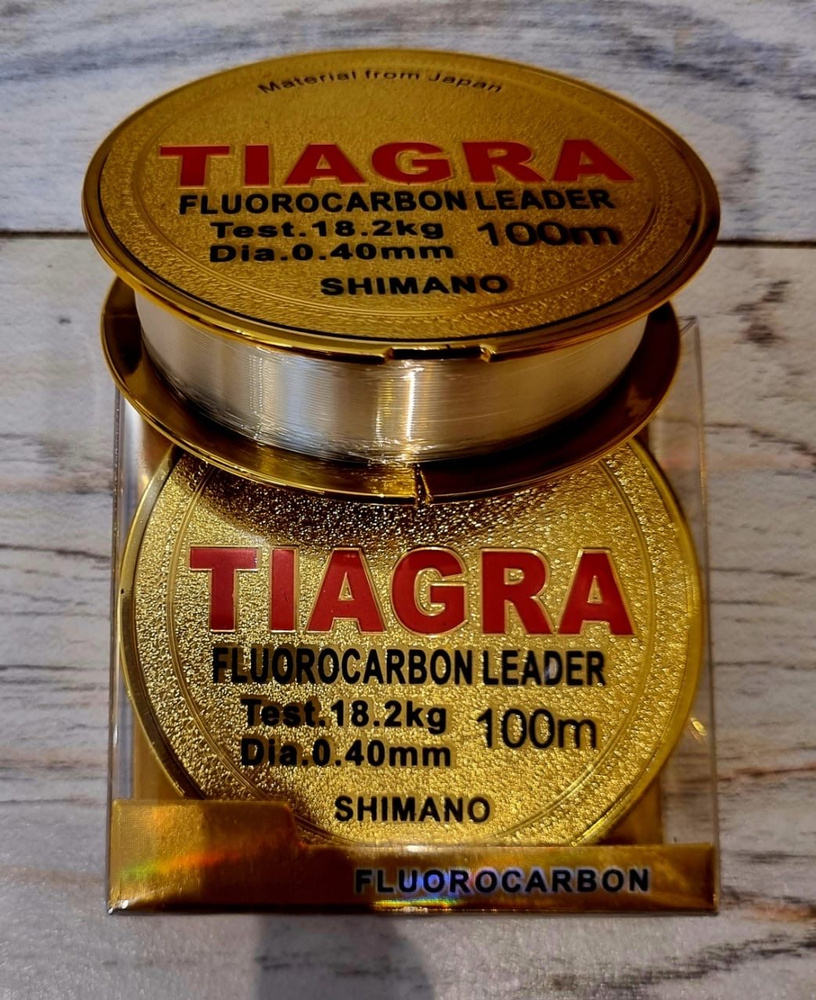 Material from Japan
TIAGRA
FLUOROCARBON LEADER
Test.18.2kg
Dia.0.40mm
100m
SHIMANO
TIAGRA
FLUOROCARBON LEADER
Test.18.2kg
Dia.0.40mm
100m
SHIMANO
FLUOROCARBON